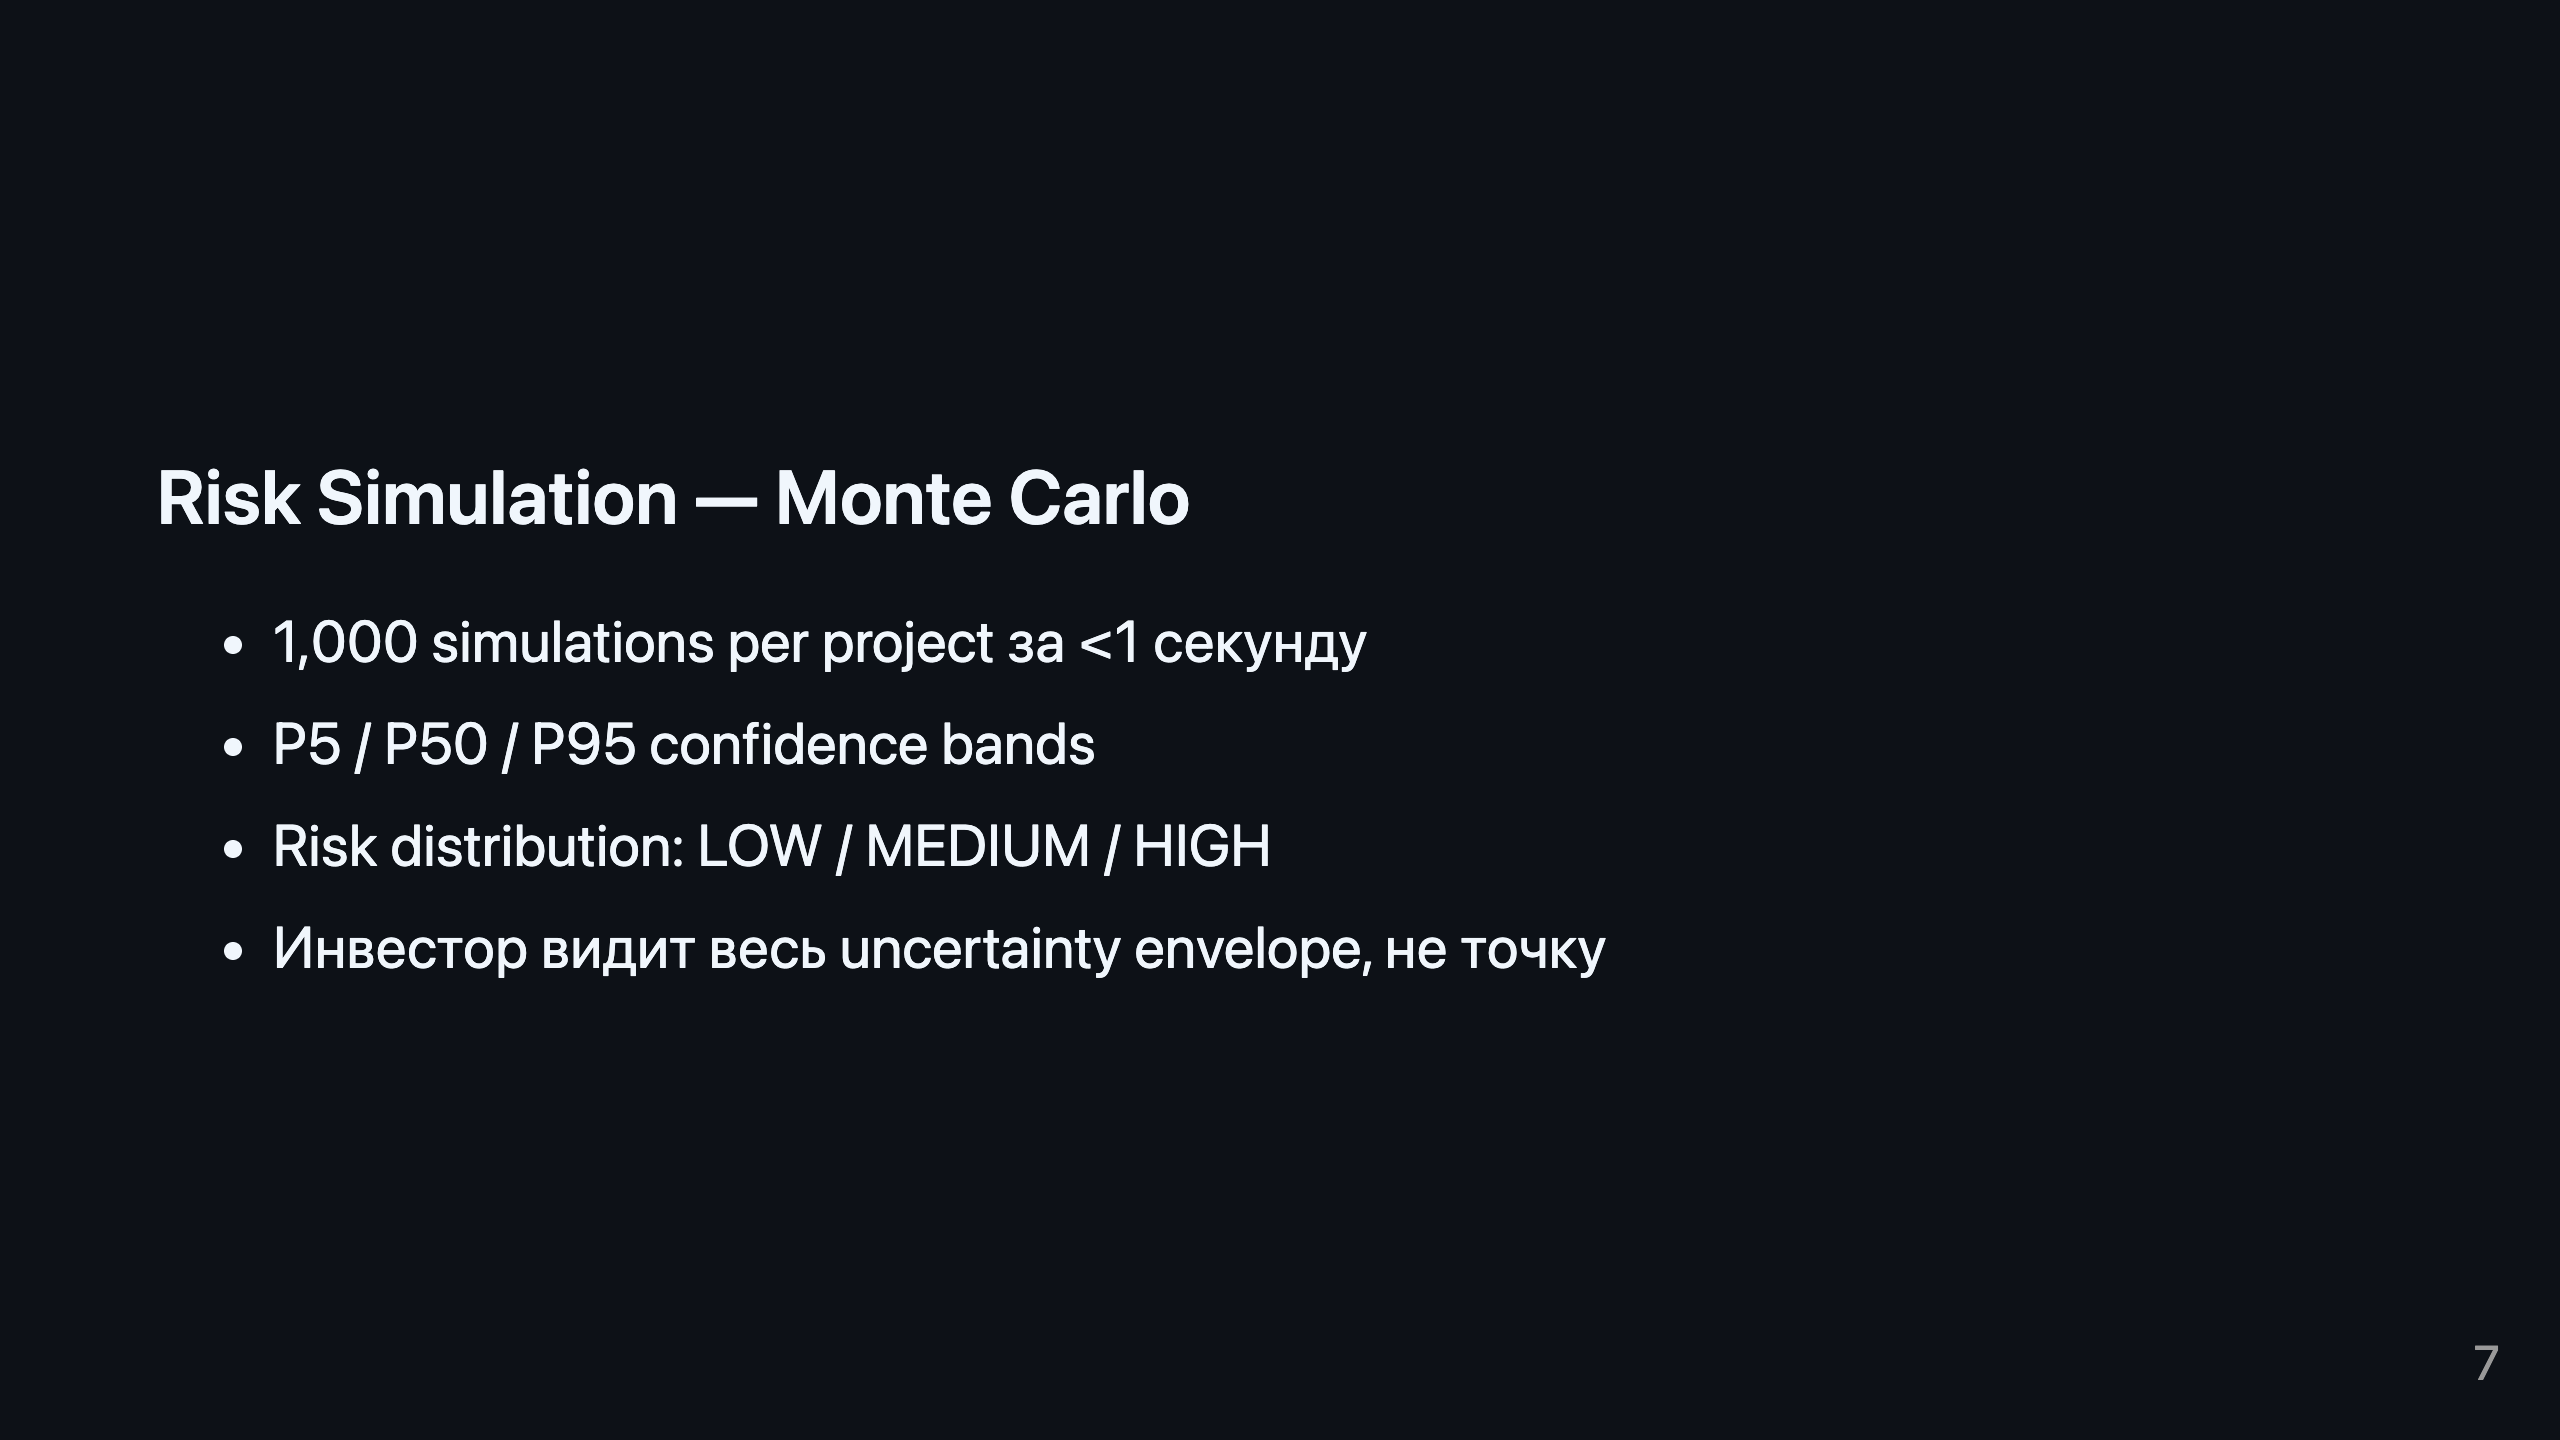 Risk Simulation — Monte Carlo
• 1,000 simulations per project за <1 секунду
• P5 / P50 / P95 confidence bands
• Risk distribution: LOW / MEDIUM / HIGH
• Инвестор видит весь uncertainty envelope, не точку
7